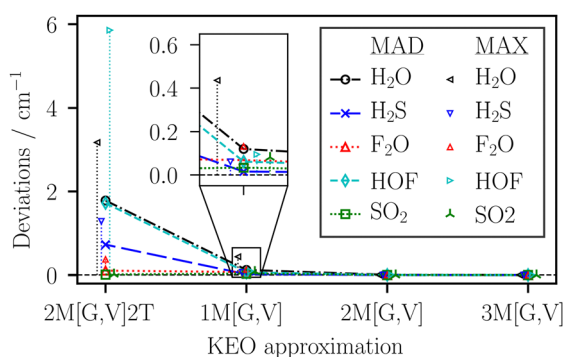 Deviations / cm⁻¹
6
4
2
0
0.6
0.4
0.2
0.0
MAD MAX
H₂O H₂O
H₂S H₂S
F₂O F₂O
HOF HOF
SO₂ SO2
2M[G,V]2T 1M[G,V] 2M[G,V] 3M[G,V]
KEO approximation